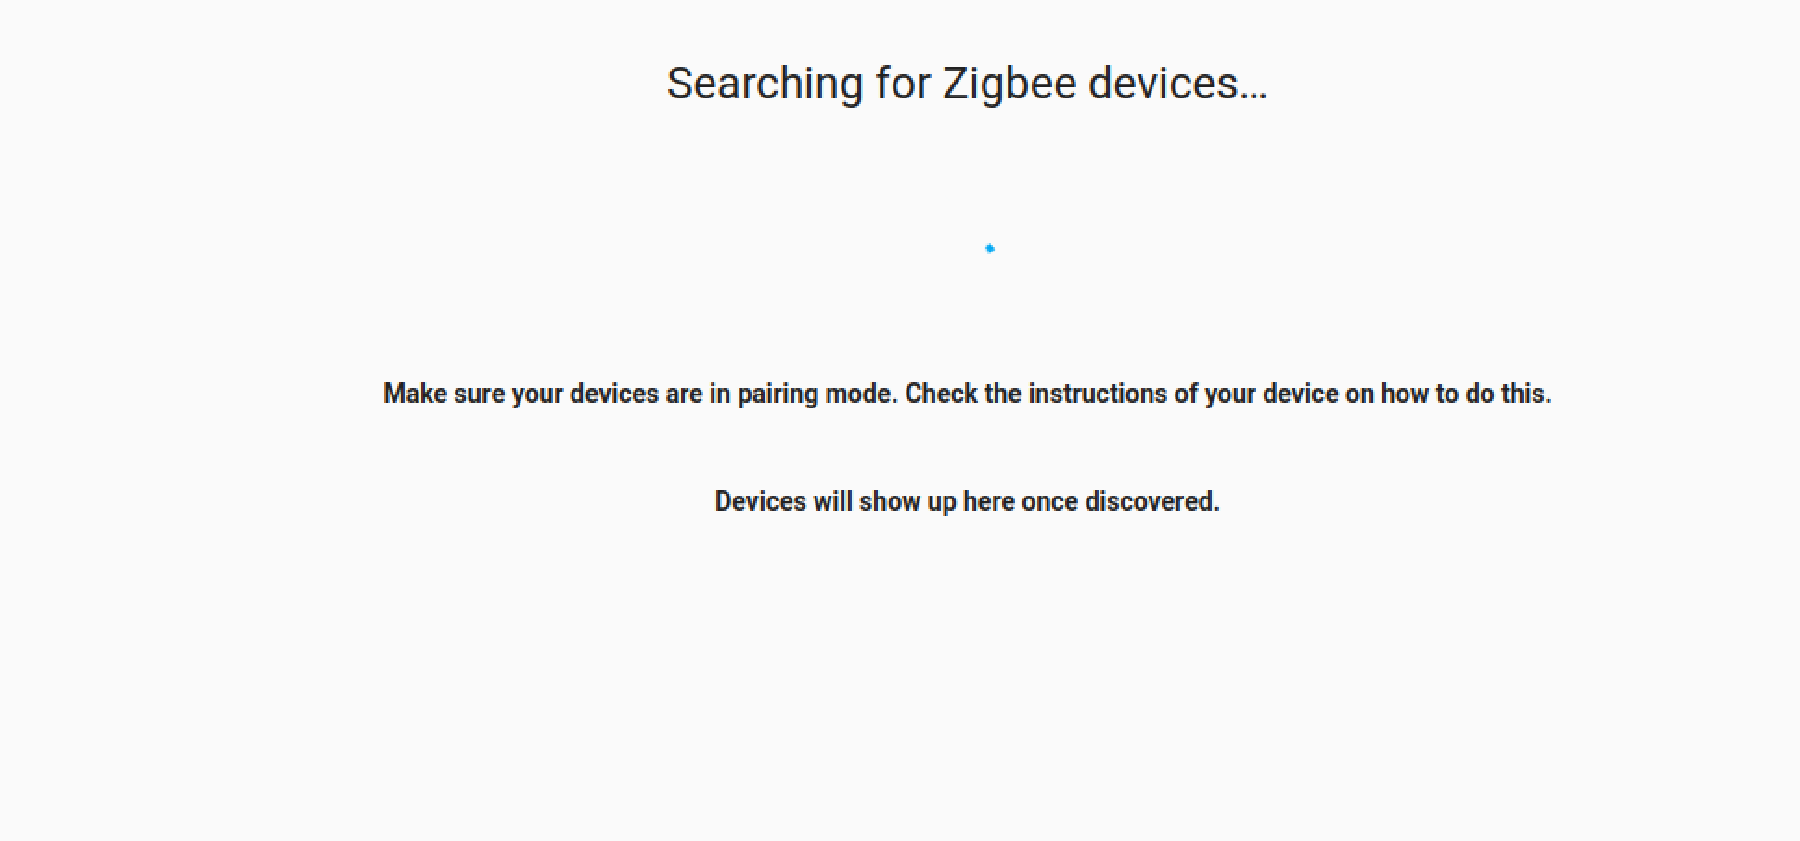 Searching for Zigbee devices…
Make sure your devices are in pairing mode. Check the instructions of your device on how to do this.
Devices will show up here once discovered.